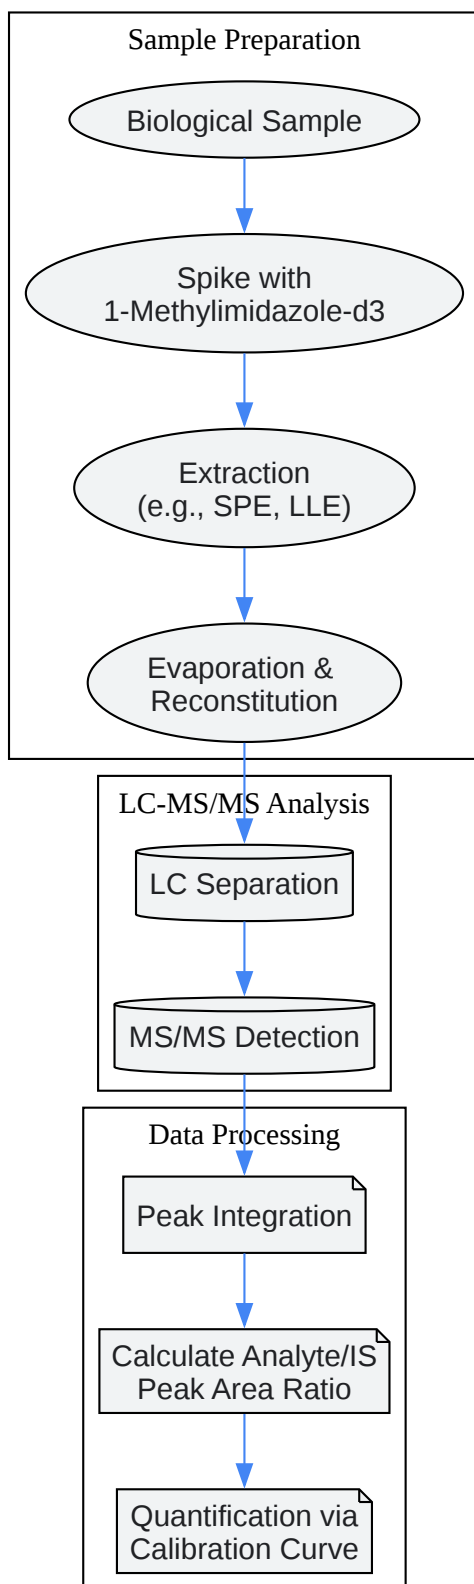 Sample Preparation
Biological Sample
Spike with
1-Methylimidazole-d3
Extraction
(e.g., SPE, LLE)
Evaporation &
Reconstitution
LC-MS/MS Analysis
LC Separation
MS/MS Detection
Data Processing
Peak Integration
Calculate Analyte/IS
Peak Area Ratio
Quantification via
Calibration Curve